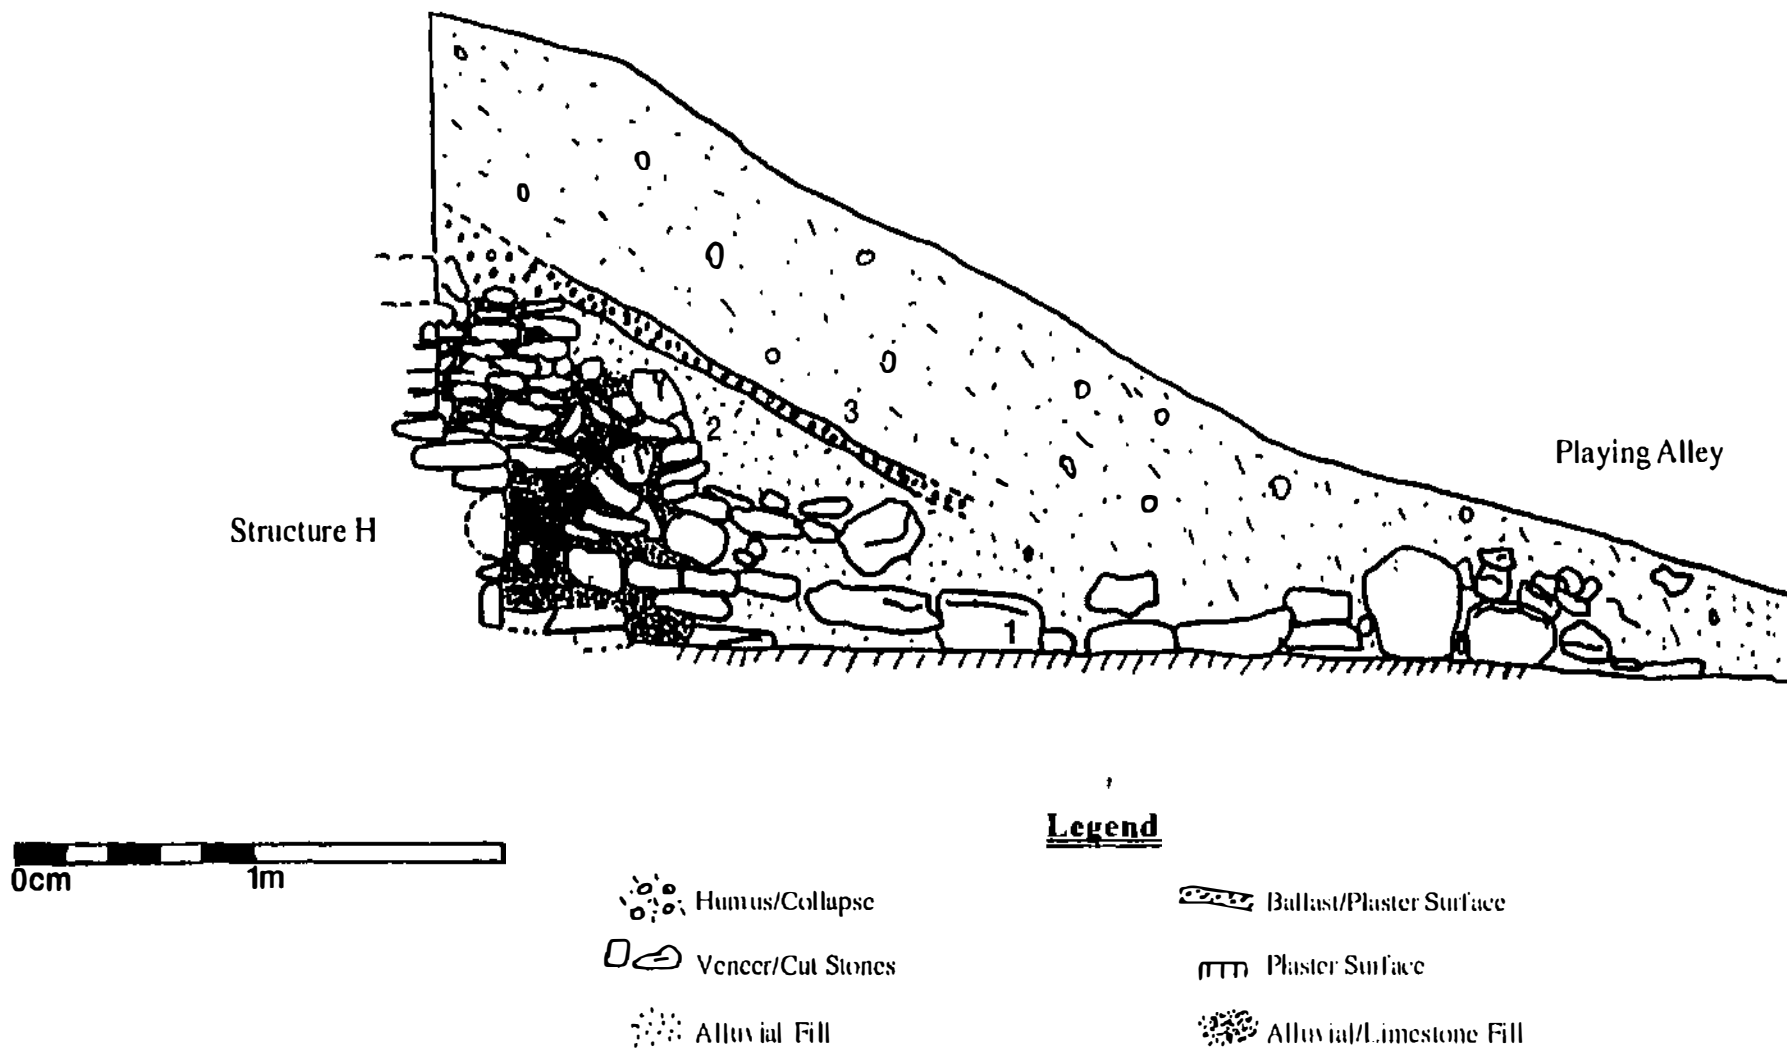 3
2
Playing Alley
Structure H
1
Legend
0cm 1m
Humus/Collapse
Ballast/Plaster Surface
Veneer/Cut Stones
Plaster Surface
Alluvial Fill
Alluvial/Limestone Fill